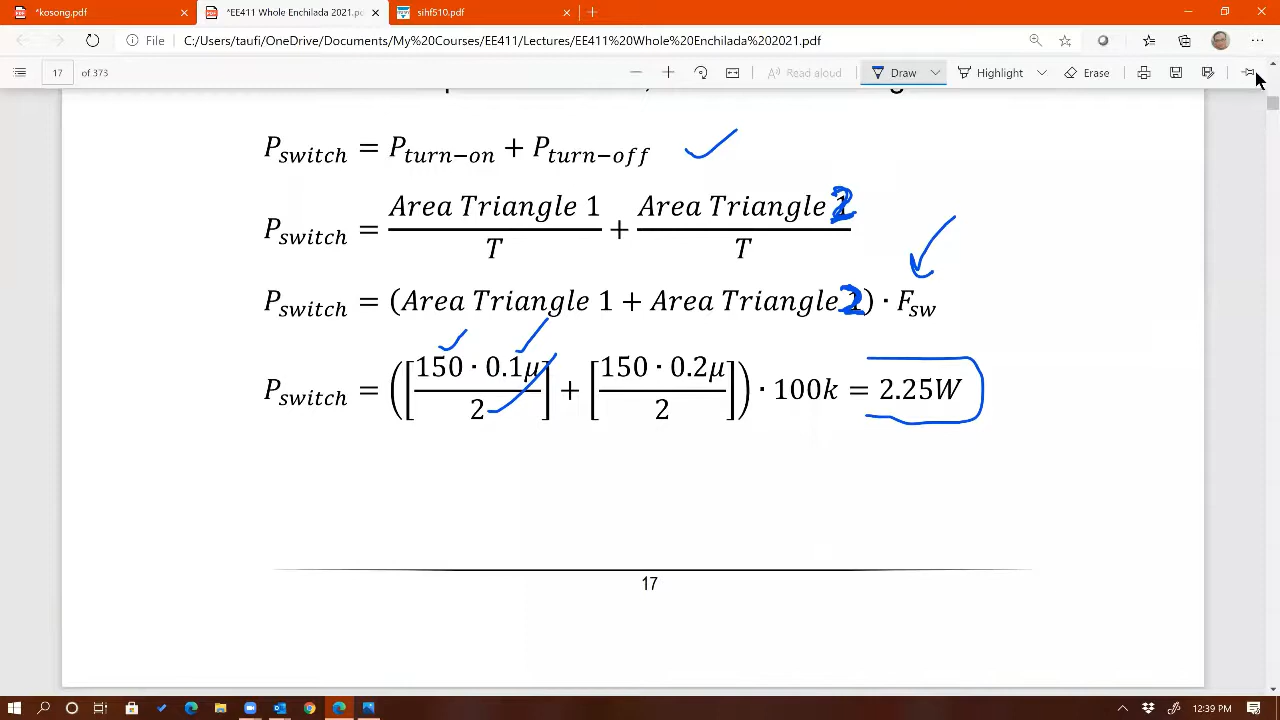 *kosong.pdf
*EE411 Whole Enchilada 2021.pdf
sihf510.pdf
File
C:/Users/taufi/OneDrive/Documents/My%20Courses/EE411/Lectures/EE411%20Whole%20Enchilada%202021.pdf
17 of 373
Read aloud
Draw
Highlight
Erase
P_switch = P_turn-on + P_turn-off
P_switch = Area Triangle 1 / T + Area Triangle 2 / T
P_switch = (Area Triangle 1 + Area Triangle 2) · F_sw
P_switch = ([150 · 0.1μ / 2] + [150 · 0.2μ / 2]) · 100k = 2.25W
17
12:39 PM